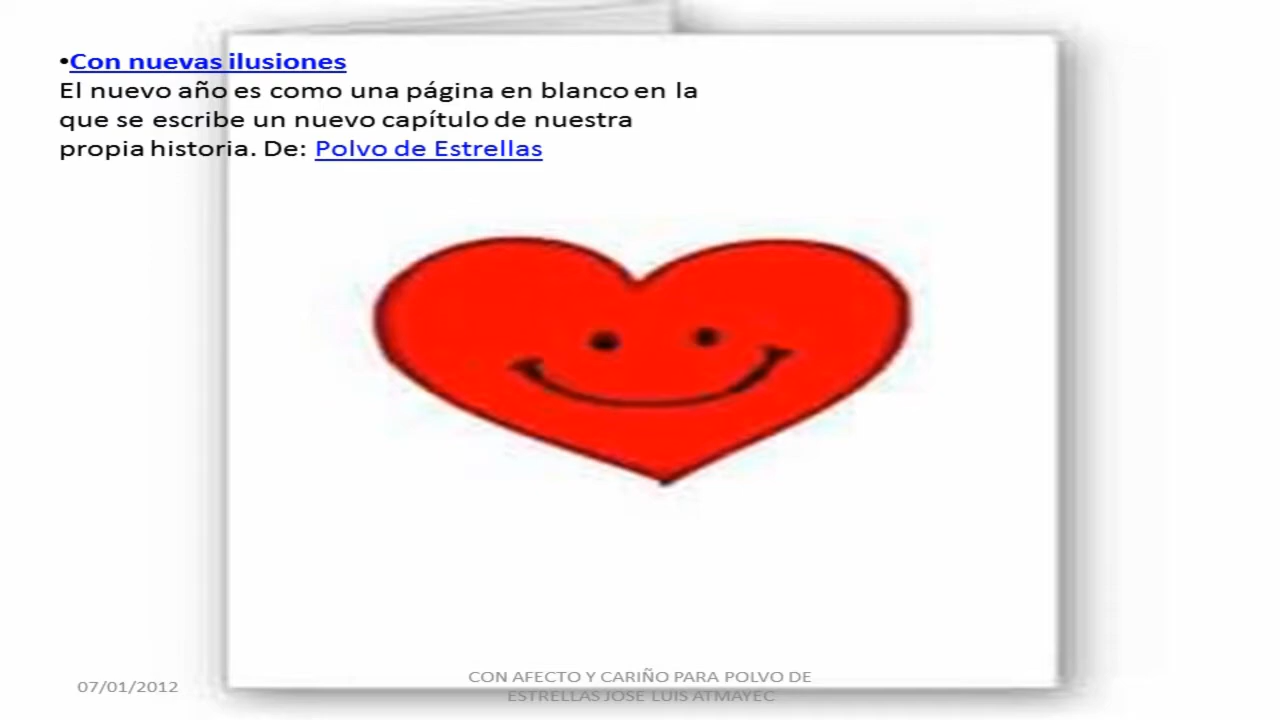 •Con nuevas ilusiones
El nuevo año es como una página en blanco en la
que se escribe un nuevo capítulo de nuestra
propia historia. De: Polvo de Estrellas
07/01/2012
CON AFECTO Y CARIÑO PARA POLVO DE
ESTRELLAS JOSE LUIS ATMAYEC